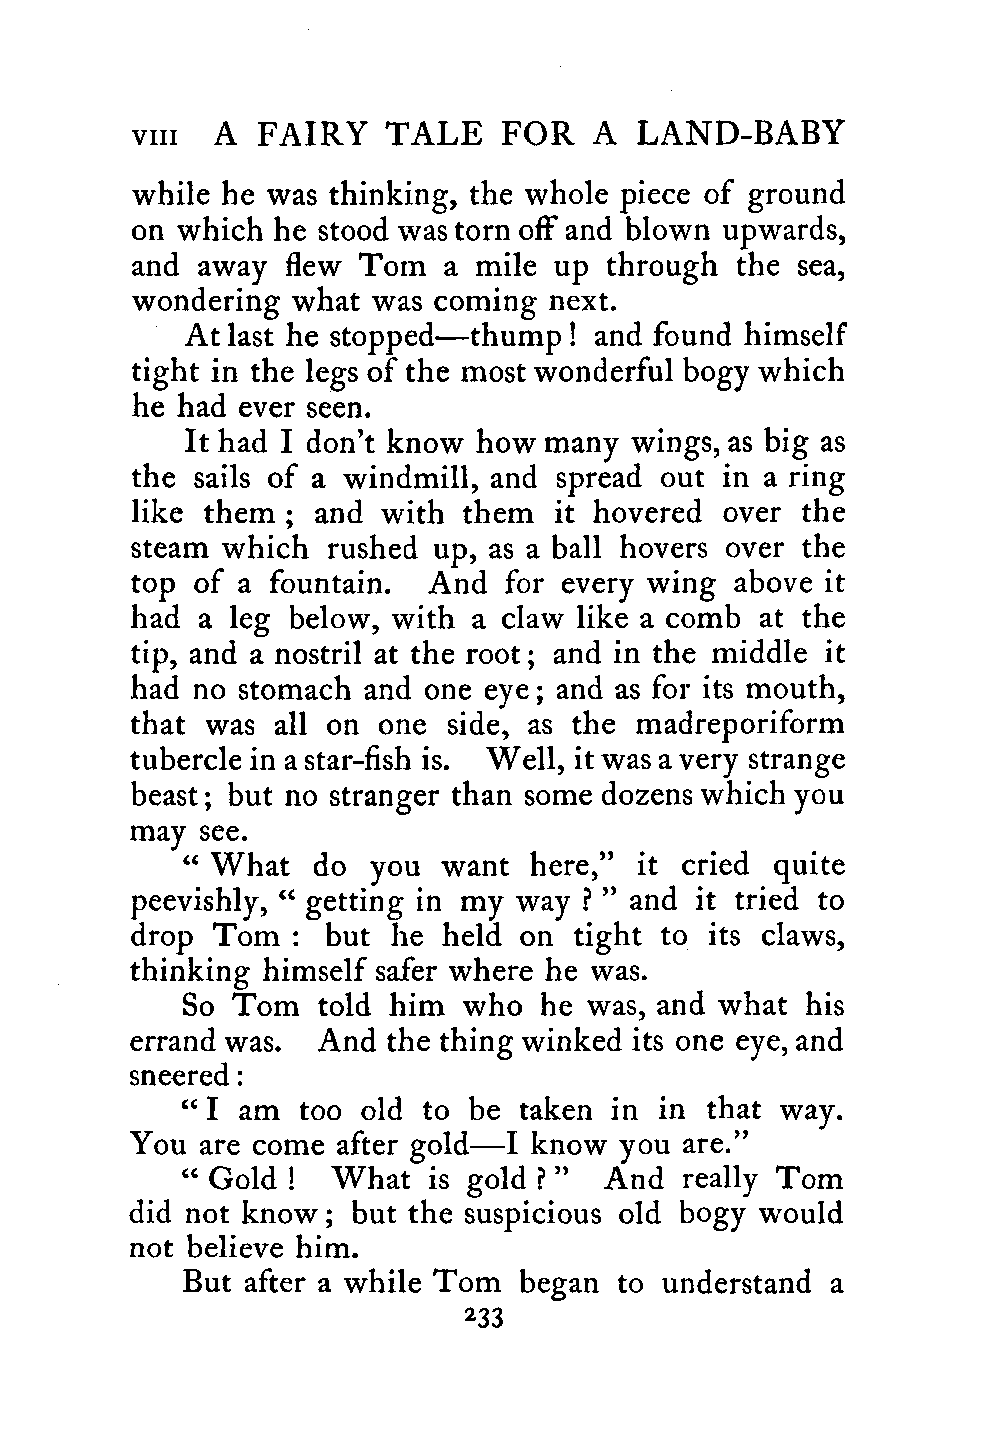 VIII A FAIRY TALE FOR A LAND-BABY
while he was thinking, the whole piece of ground
on which he stood was torn off and blown upwards,
and away flew Tom a mile up through the sea,
wondering what was coming next.
At last he stopped—thump! and found himself
tight in the legs of the most wonderful bogy which
he had ever seen.
It had I don't know how many wings, as big as
the sails of a windmill, and spread out in a ring
like them; and with them it hovered over the
steam which rushed up, as a ball hovers over the
top of a fountain. And for every wing above it
had a leg below, with a claw like a comb at the
tip, and a nostril at the root; and in the middle it
had no stomach and one eye; and as for its mouth,
that was all on one side, as the madreporiform
tubercle in a star-fish is. Well, it was a very strange
beast; but no stranger than some dozens which you
may see.
"What do you want here," it cried quite
peevishly, "getting in my way?" and it tried to
drop Tom: but he held on tight to its claws,
thinking himself safer where he was.
So Tom told him who he was, and what his
errand was. And the thing winked its one eye, and
sneered:
"I am too old to be taken in in that way.
You are come after gold—I know you are."
"Gold! What is gold?" And really Tom
did not know; but the suspicious old bogy would
not believe him.
But after a while Tom began to understand a
233